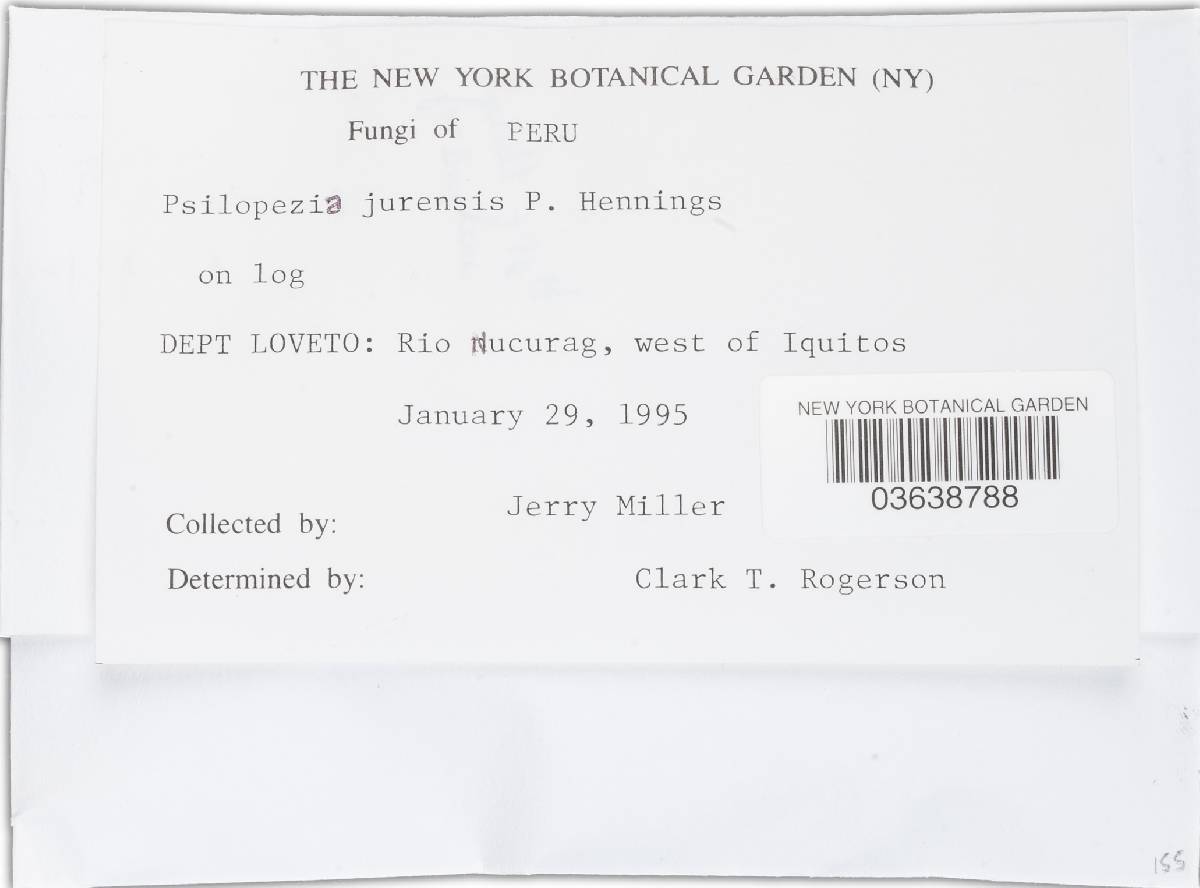 THE NEW YORK BOTANICAL GARDEN (NY)
Fungi of PERU
Psilopezia jurensis P. Hennings
on log
DEPT LOVETO: Rio Nucurag, west of Iquitos
January 29, 1995
NEW YORK BOTANICAL GARDEN
03638788
Collected by: Jerry Miller
Determined by: Clark T. Rogerson
155